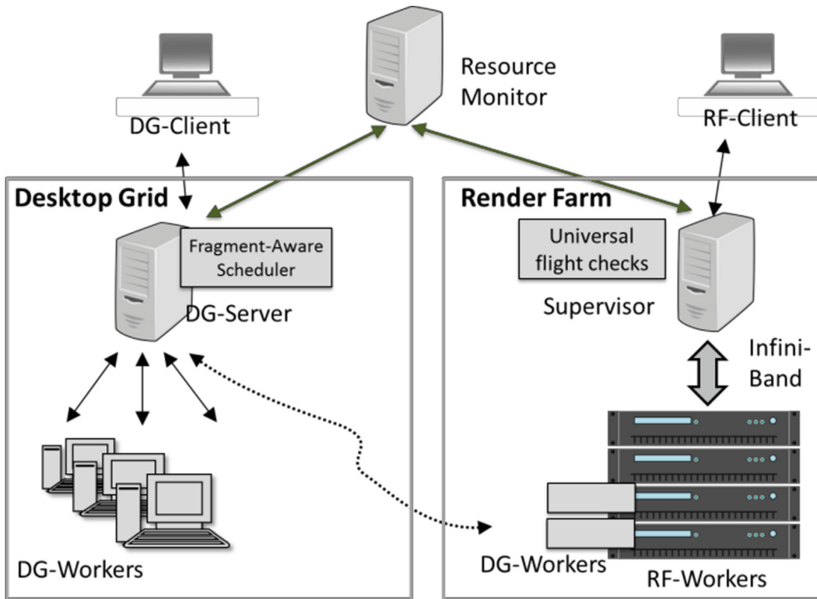 Resource
Monitor
DG-Client
RF-Client
Desktop Grid
Fragment-Aware
Scheduler
DG-Server
DG-Workers
Render Farm
Universal
flight checks
Supervisor
Infini-
Band
DG-Workers
RF-Workers